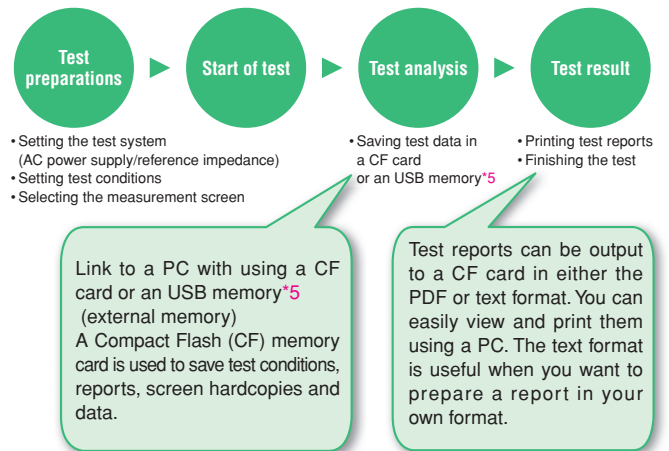 Test
preparations
Start of test
Test analysis
Test result
• Setting the test system
(AC power supply/reference impedance)
• Setting test conditions
• Selecting the measurement screen
• Saving test data in
a CF card
or an USB memory*5
• Printing test reports
• Finishing the test
Link to a PC with using a CF
card or an USB memory*5
(external memory)
A Compact Flash (CF) memory
card is used to save test conditions,
reports, screen hardcopies and
data.
Test reports can be output
to a CF card in either the
PDF or text format. You can
easily view and print them
using a PC. The text format
is useful when you want to
prepare a report in your
own format.